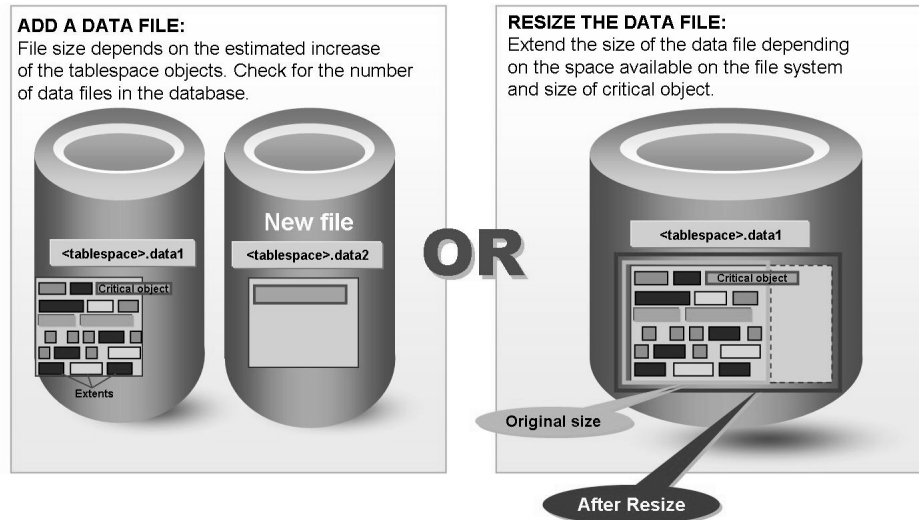 ADD A DATA FILE:
File size depends on the estimated increase
of the tablespace objects. Check for the number
of data files in the database.
New file
<tablespace>.data1
<tablespace>.data2
Critical object
Extents
OR
RESIZE THE DATA FILE:
Extend the size of the data file depending
on the space available on the file system
and size of critical object.
<tablespace>.data1
Critical object
Original size
After Resize